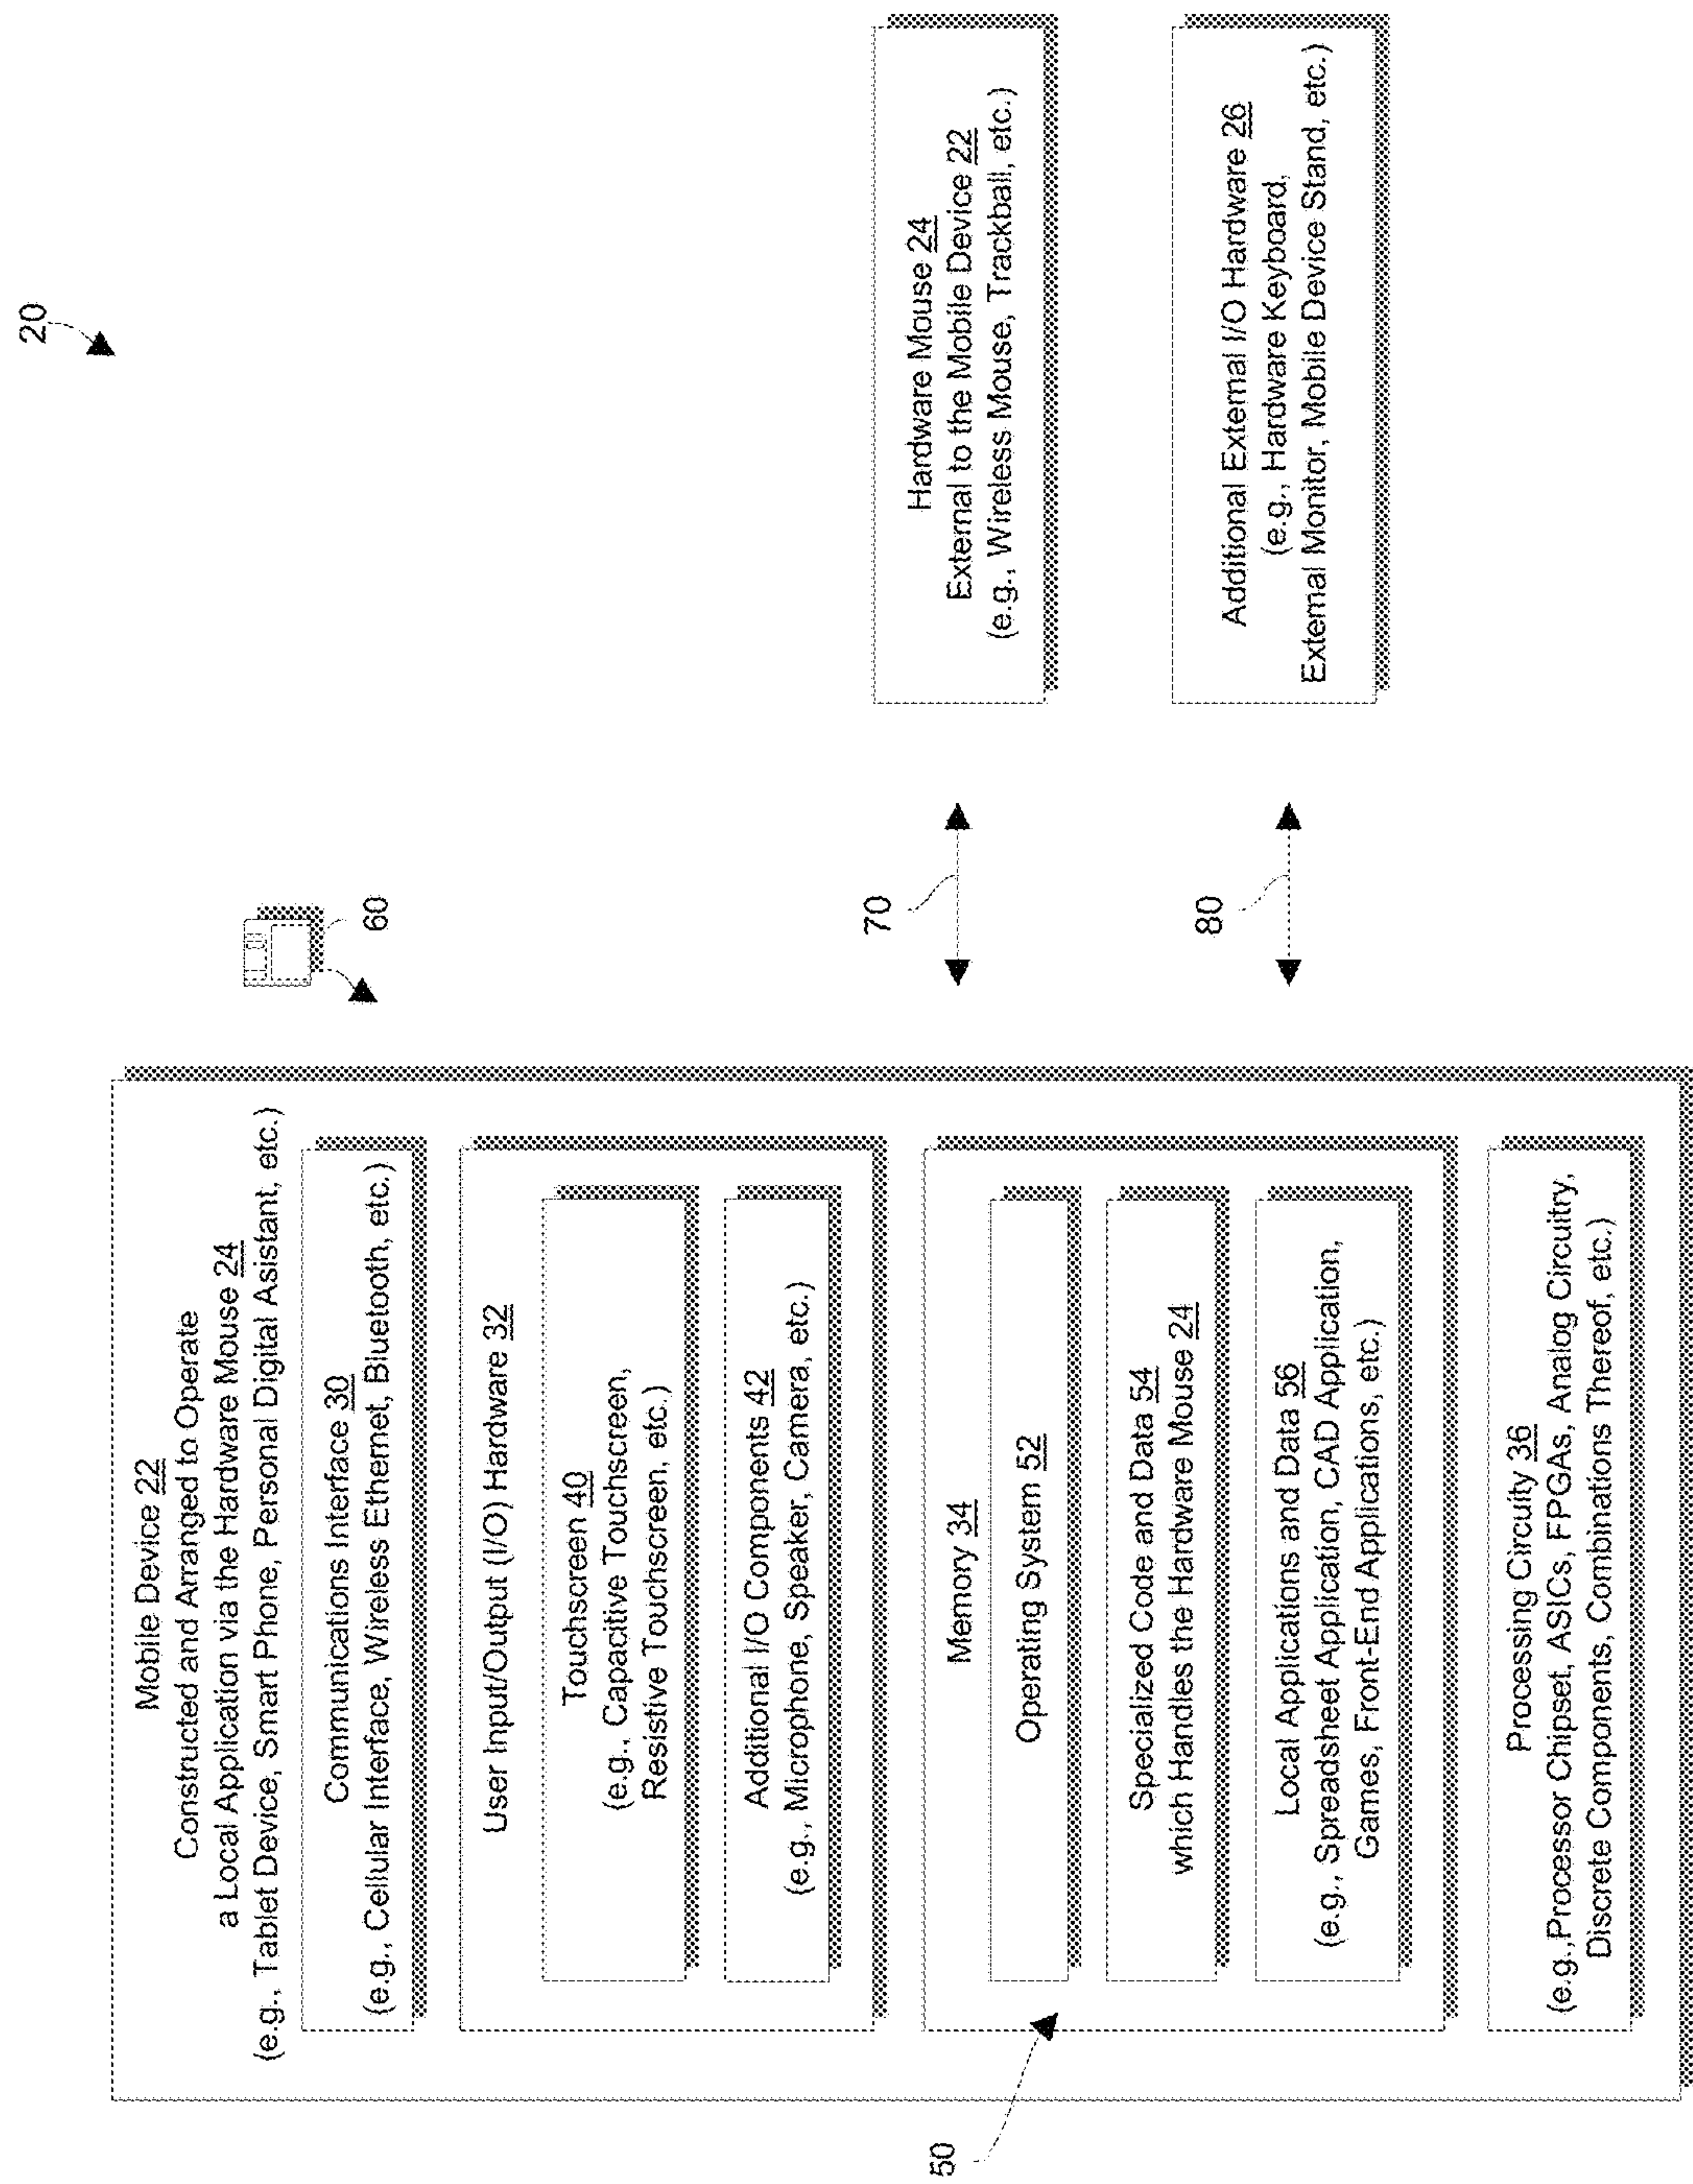 20
Mobile Device 22
Constructed and Arranged to Operate
a Local Application via the Hardware Mouse 24
(e.g., Tablet Device, Smart Phone, Personal Digital Asistant, etc.)
Communications Interface 30
(e.g., Cellular Interface, Wireless Ethernet, Bluetooth, etc.)
User Input/Output (I/O) Hardware 32
Touchscreen 40
(e.g., Capacitive Touchscreen,
Resistive Touchscreen, etc.)
Additional I/O Components 42
(e.g., Microphone, Speaker, Camera, etc.)
Memory 34
Operating System 52
Specialized Code and Data 54
which Handles the Hardware Mouse 24
Local Applications and Data 56
(e.g., Spreadsheet Application, CAD Application,
Games, Front-End Applications, etc.)
Processing Circuity 36
(e.g.,Processor Chipset, ASICs, FPGAs, Analog Circuitry,
Discrete Components, Combinations Thereof, etc.)
50
60
70
80
Hardware Mouse 24
External to the Mobile Device 22
(e.g., Wireless Mouse, Trackball, etc.)
Additional External I/O Hardware 26
(e.g., Hardware Keyboard,
External Monitor, Mobile Device Stand, etc.)